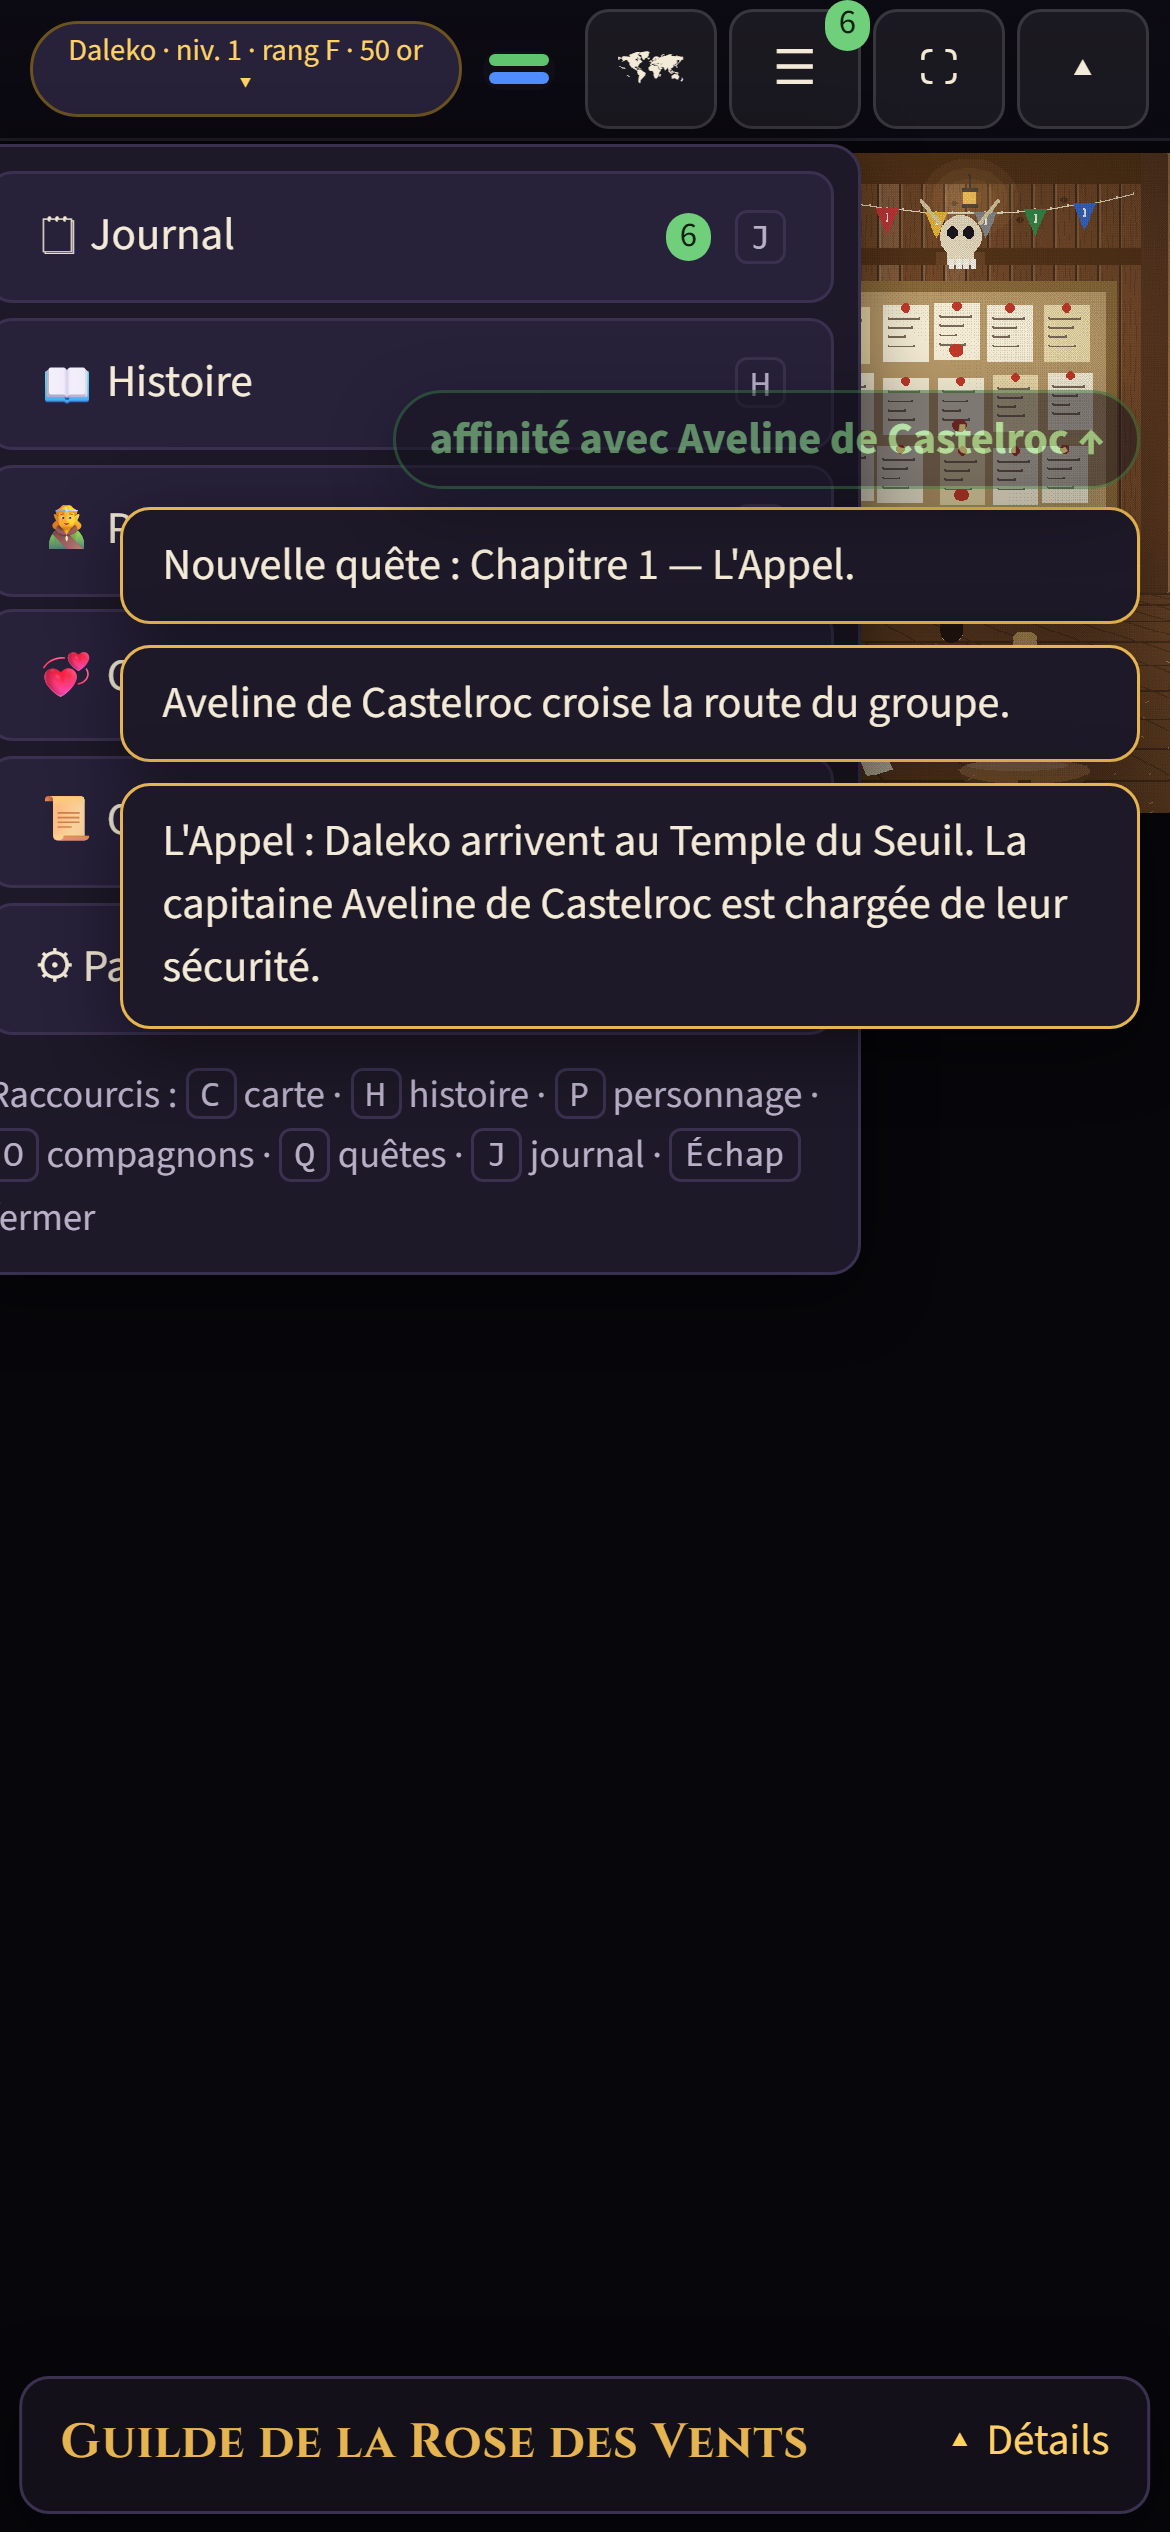 Daleko · niv. 1 · rang F · 50 or
6
Journal
6
J
Histoire
H
affinité avec Aveline de Castelroc ↑
Nouvelle quête : Chapitre 1 — L'Appel.
Aveline de Castelroc croise la route du groupe.
L'Appel : Daleko arrivent au Temple du Seuil. La
capitaine Aveline de Castelroc est chargée de leur
sécurité.
Pa
Raccourcis : C carte · H histoire · P personnage ·
O compagnons · Q quêtes · J journal · Échap
ermer
Guilde de la Rose des Vents
▲ Détails